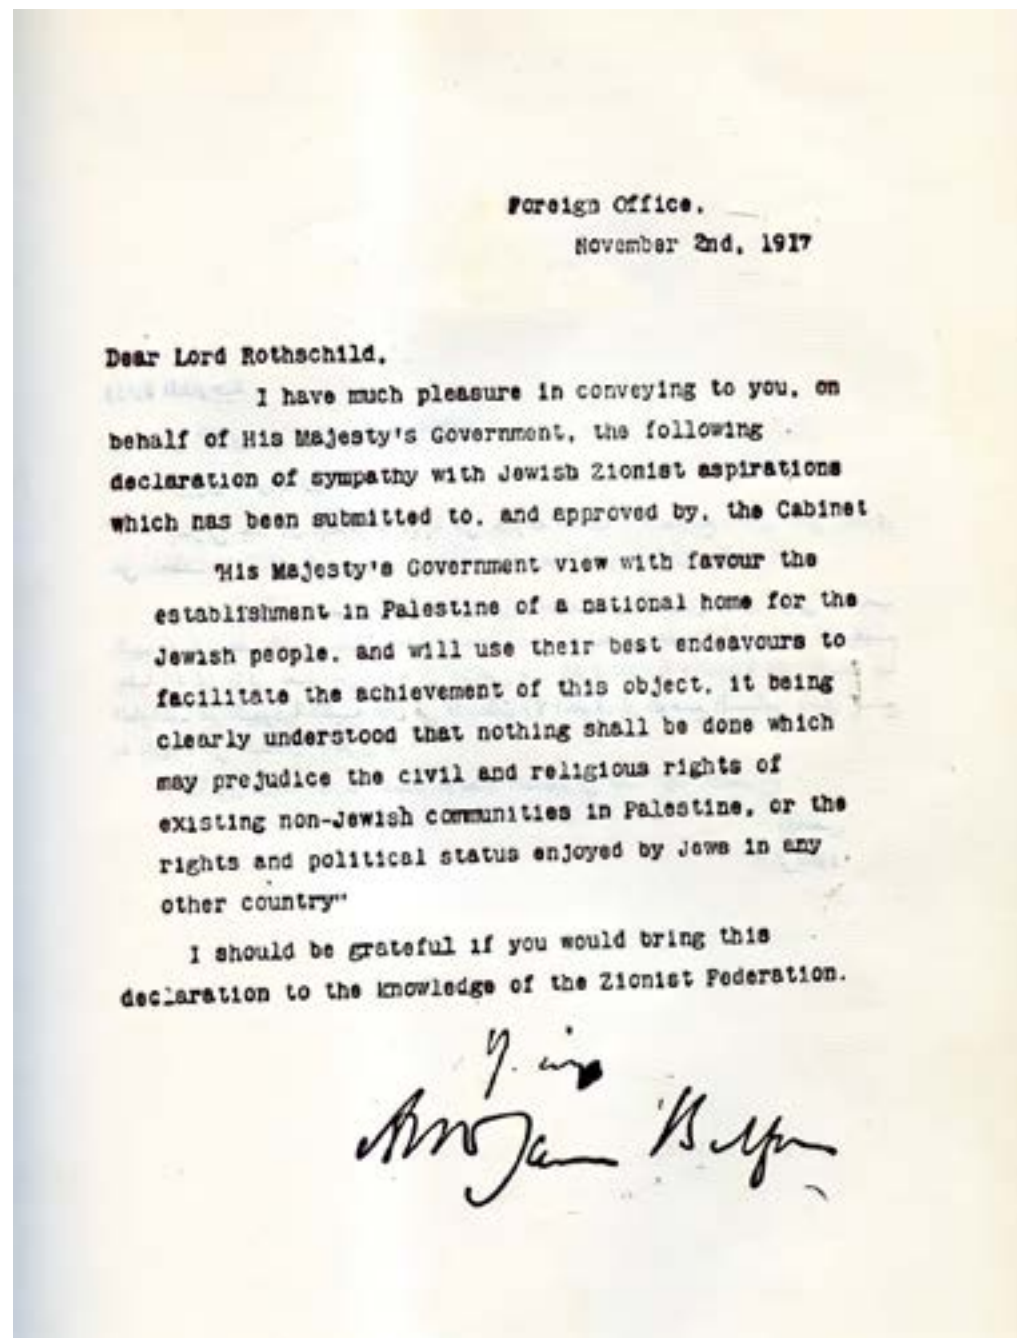 Foreign Office,
November 2nd, 1917
Dear Lord Rothschild,
I have much pleasure in conveying to you, on
behalf of His Majesty's Government, the following
declaration of sympathy with Jewish Zionist aspirations
which has been submitted to, and approved by, the Cabinet
"His Majesty's Government view with favour the
establishment in Palestine of a national home for the
Jewish people, and will use their best endeavours to
facilitate the achievement of this object, it being
clearly understood that nothing shall be done which
may prejudice the civil and religious rights of
existing non-Jewish communities in Palestine, or the
rights and political status enjoyed by Jews in any
other country"
I should be grateful if you would bring this
declaration to the knowledge of the Zionist Federation.
Balfour